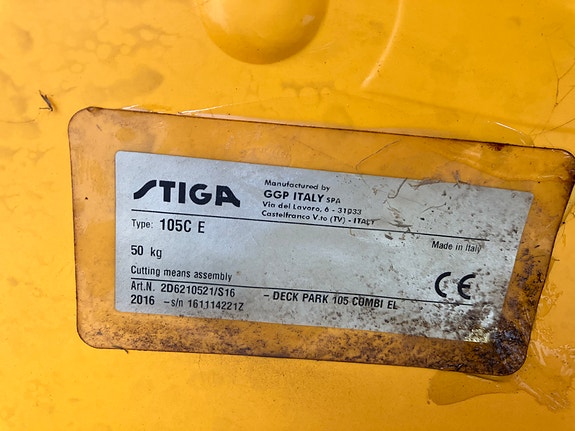 STIGA
Manufactured by
GGP ITALY SPA
Via del Lavoro, 6 - 31033
Castelfranco V.to (TV) - ITALY
Type: 105C E
Made in Italy
50 kg
Cutting means assembly
CE
Art.N. 2D6210521/S16 - DECK PARK 105 CUMBI EL
2016 -s/n 161114221Z